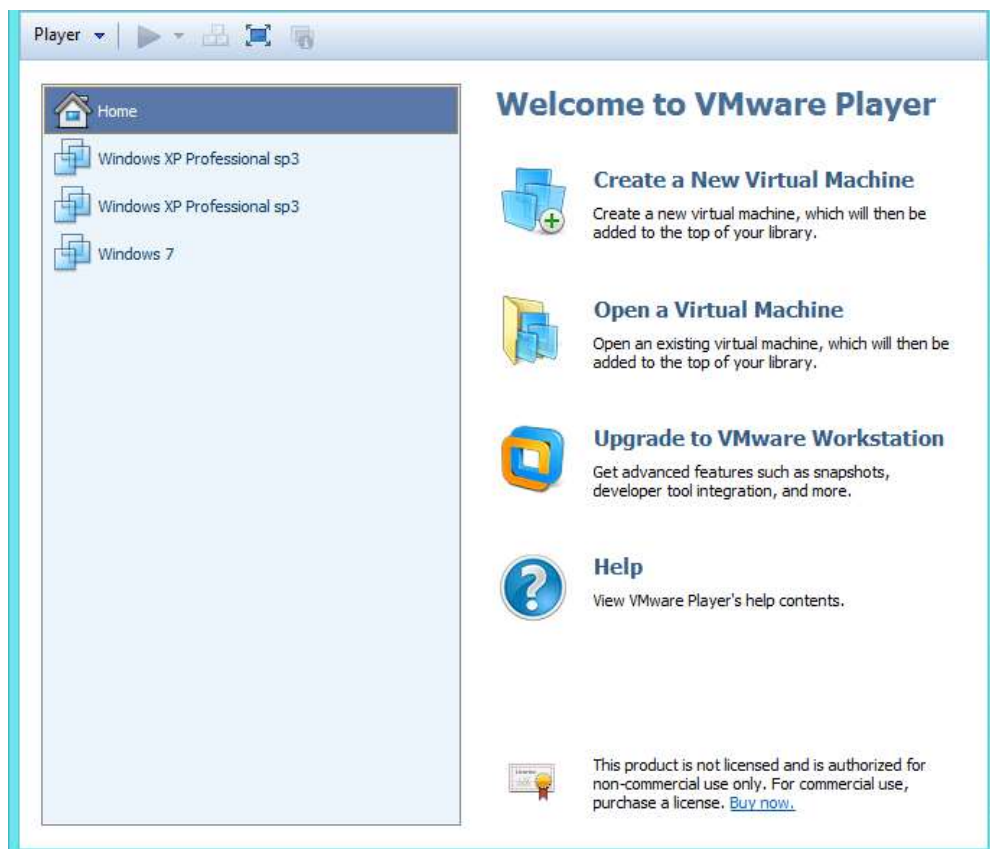 Player
Home
Windows XP Professional sp3
Windows XP Professional sp3
Windows 7
Welcome to VMware Player
Create a New Virtual Machine
Create a new virtual machine, which will then be
added to the top of your library.
Open a Virtual Machine
Open an existing virtual machine, which will then be
added to the top of your library.
Upgrade to VMware Workstation
Get advanced features such as snapshots,
developer tool integration, and more.
Help
View VMware Player's help contents.
This product is not licensed and is authorized for
non-commercial use only. For commercial use,
purchase a license. Buy now.